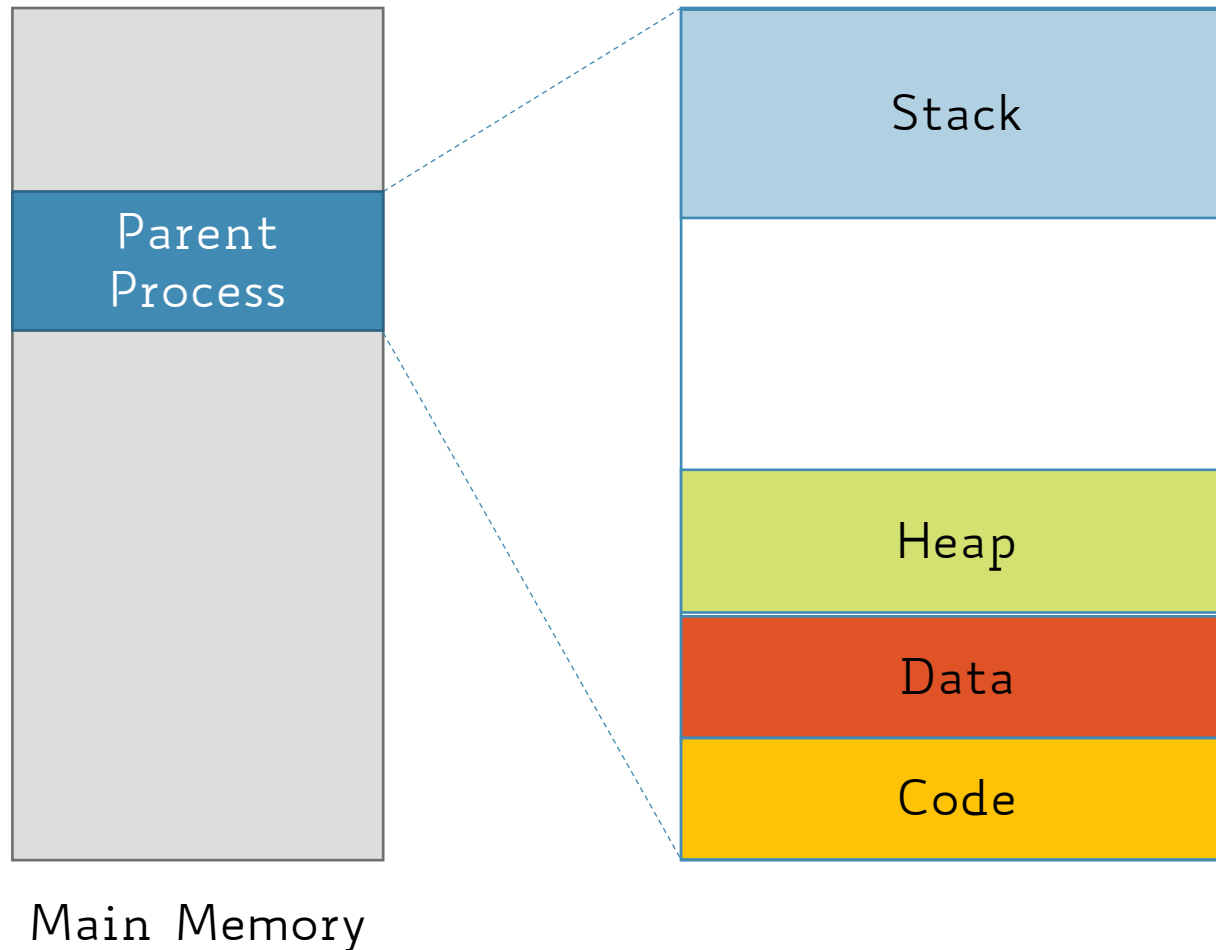 Parent
Process
Main Memory
Stack
Heap
Data
Code